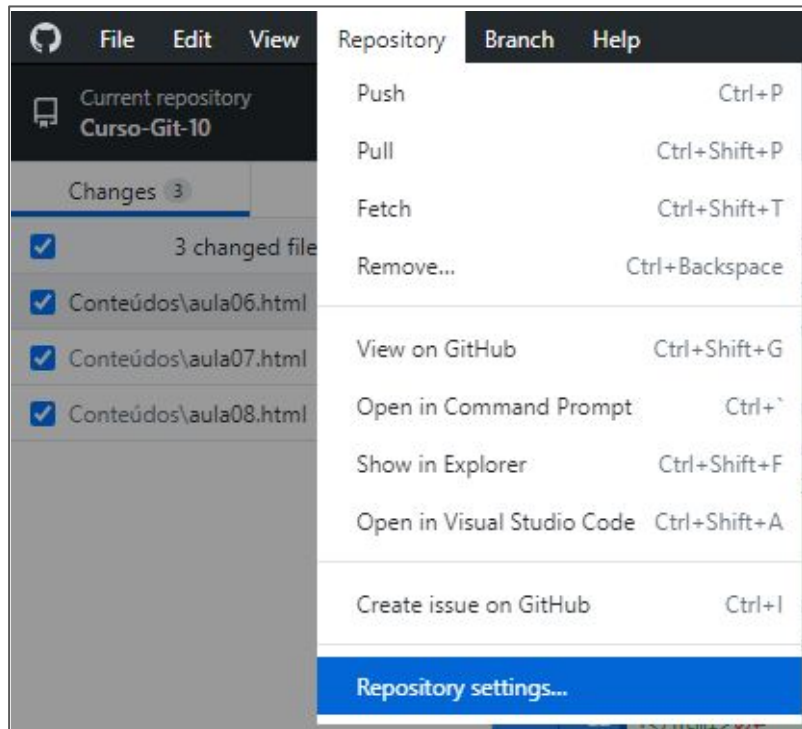 File Edit View Repository Branch Help
Current repository
Curso-Git-10
Changes 3
3 changed file
Conteúdos\aula06.html
Conteúdos\aula07.html
Conteúdos\aula08.html
Push Ctrl+P
Pull Ctrl+Shift+P
Fetch Ctrl+Shift+T
Remove... Ctrl+Backspace
View on GitHub Ctrl+Shift+G
Open in Command Prompt Ctrl+`
Show in Explorer Ctrl+Shift+F
Open in Visual Studio Code Ctrl+Shift+A
Create issue on GitHub Ctrl+I
Repository settings...